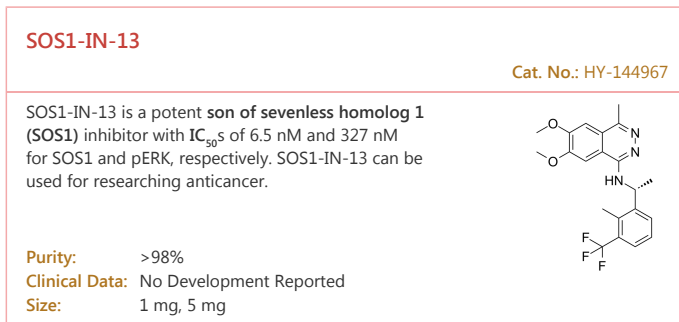 SOS1-IN-13
Cat. No.: HY-144967
SOS1-IN-13 is a potent son of sevenless homolog 1
(SOS1) inhibitor with IC50s of 6.5 nM and 327 nM
for SOS1 and pERK, respectively. SOS1-IN-13 can be
used for researching anticancer.
Purity: >98%
Clinical Data: No Development Reported
Size: 1 mg, 5 mg
O
N
O
N
HN
F
F
F